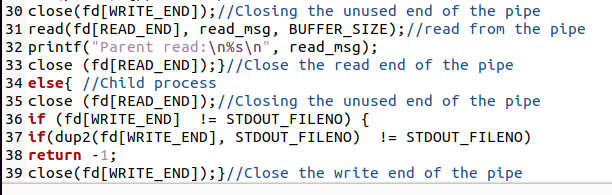 30 close(fd[WRITE_END]);//Closing the unused end of the pipe
31 read(fd[READ_END], read_msg, BUFFER_SIZE);//read from the pipe
32 printf("Parent read:\n%s\n", read_msg);
33 close (fd[READ_END]);}//Close the read end of the pipe
34 else{ //Child process
35 close (fd[READ_END]);//Closing the unused end of the pipe
36 if (fd[WRITE_END]  != STDOUT_FILENO) {
37 if(dup2(fd[WRITE_END], STDOUT_FILENO)  != STDOUT_FILENO)
38 return -1;
39 close(fd[WRITE_END]);}//Close the write end of the pipe